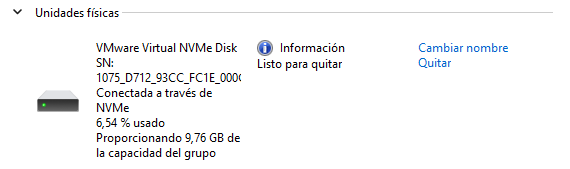 Unidades físicas
VMware Virtual NVMe Disk
SN:
1075_D712_93CC_FC1E_000
Conectada a través de
NVMe
6,54 % usado
Proporcionando 9,76 GB de
la capacidad del grupo
Información
Listo para quitar
Cambiar nombre
Quitar